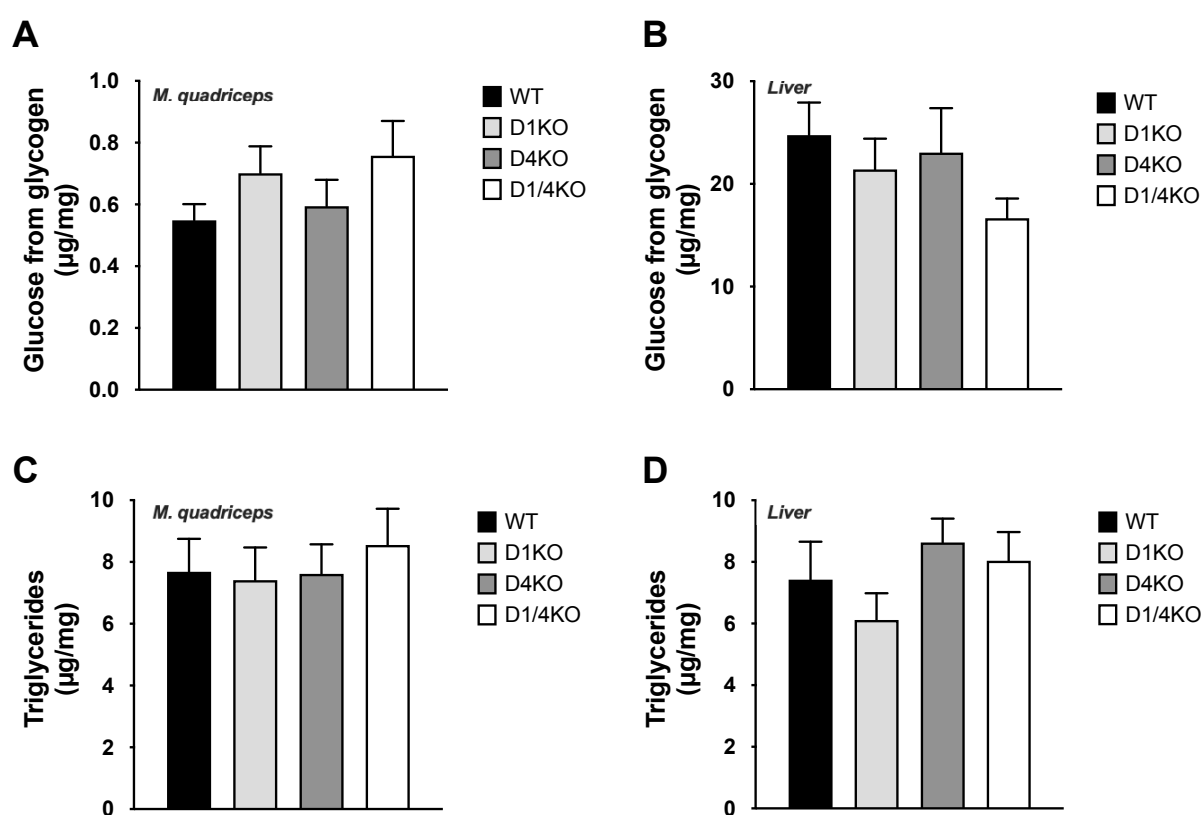 A
Glucose from glycogen
(µg/mg)
1.0
0.8
0.6
0.4
0.2
0.0
M. quadriceps
WT
D1KO
D4KO
D1/4KO
B
Glucose from glycogen
(µg/mg)
30
20
10
0
Liver
WT
D1KO
D4KO
D1/4KO
C
Triglycerides
(µg/mg)
10
8
6
4
2
0
M. quadriceps
WT
D1KO
D4KO
D1/4KO
D
Triglycerides
(µg/mg)
10
8
6
4
2
0
Liver
WT
D1KO
D4KO
D1/4KO